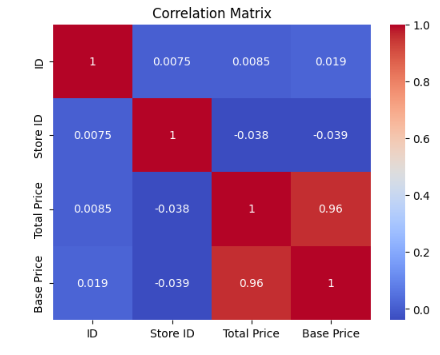 Correlation Matrix
ID 1 0.0075 0.0085 0.019
Store ID 0.0075 1 -0.038 -0.039
Total Price 0.0085 -0.038 1 0.96
Base Price 0.019 -0.039 0.96 1
ID Store ID Total Price Base Price
1.0
0.8
0.6
0.4
0.2
0.0